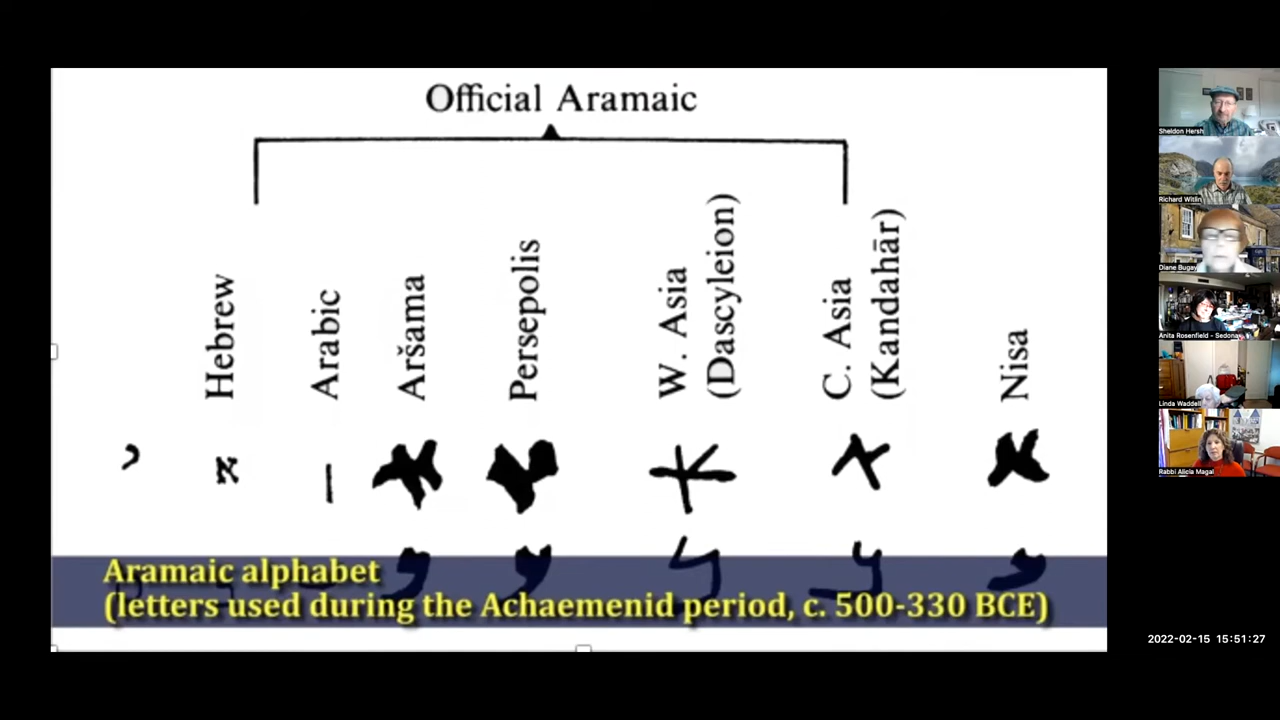 Official Aramaic
Hebrew
Arabic
Aršama
Persepolis
W. Asia
(Dascyleion)
C. Asia
(Kandahār)
Nisa
א
Aramaic alphabet
(letters used during the Achaemenid period, c. 500-330 BCE)
Sheldon Hersh
Richard Witlin
Diane Bugay
Anita Rosenfield - Sedona
Linda Waddell
Rabbi Alicia Magal
2022-02-15 15:51:27